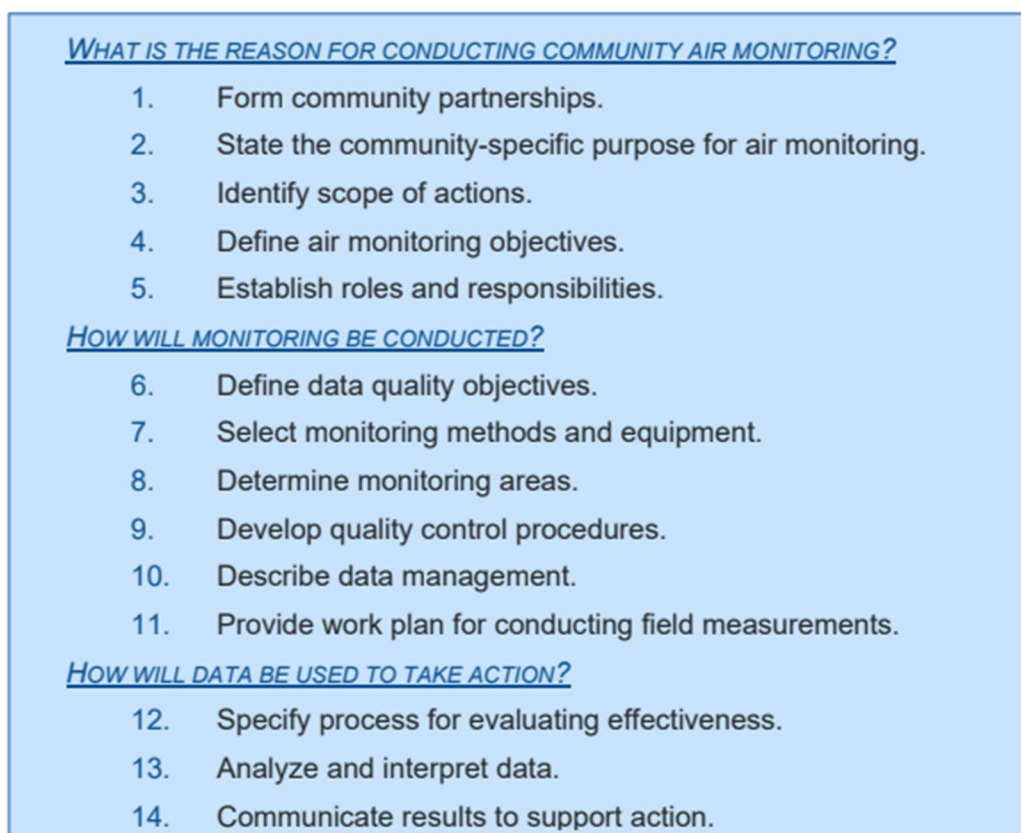 WHAT IS THE REASON FOR CONDUCTING COMMUNITY AIR MONITORING?
1. Form community partnerships.
2. State the community-specific purpose for air monitoring.
3. Identify scope of actions.
4. Define air monitoring objectives.
5. Establish roles and responsibilities.
HOW WILL MONITORING BE CONDUCTED?
6. Define data quality objectives.
7. Select monitoring methods and equipment.
8. Determine monitoring areas.
9. Develop quality control procedures.
10. Describe data management.
11. Provide work plan for conducting field measurements.
HOW WILL DATA BE USED TO TAKE ACTION?
12. Specify process for evaluating effectiveness.
13. Analyze and interpret data.
14. Communicate results to support action.